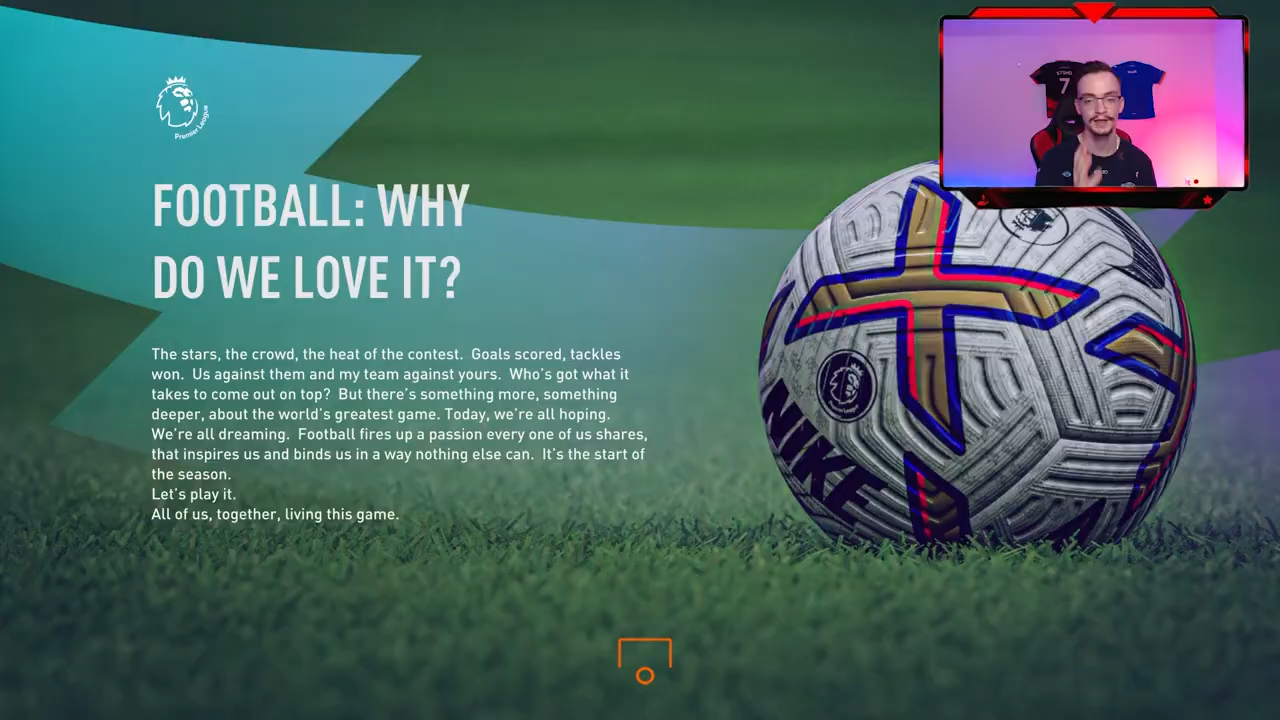 Premier League
FOOTBALL: WHY
DO WE LOVE IT?
The stars, the crowd, the heat of the contest.  Goals scored, tackles
won.  Us against them and my team against yours.  Who's got what it
takes to come out on top?  But there's something more, something
deeper, about the world's greatest game. Today, we're all hoping.
We're all dreaming.  Football fires up a passion every one of us shares,
that inspires us and binds us in a way nothing else can.  It's the start of
the season.
Let's play it.
All of us, together, living this game.
7
Premier League
NIKE